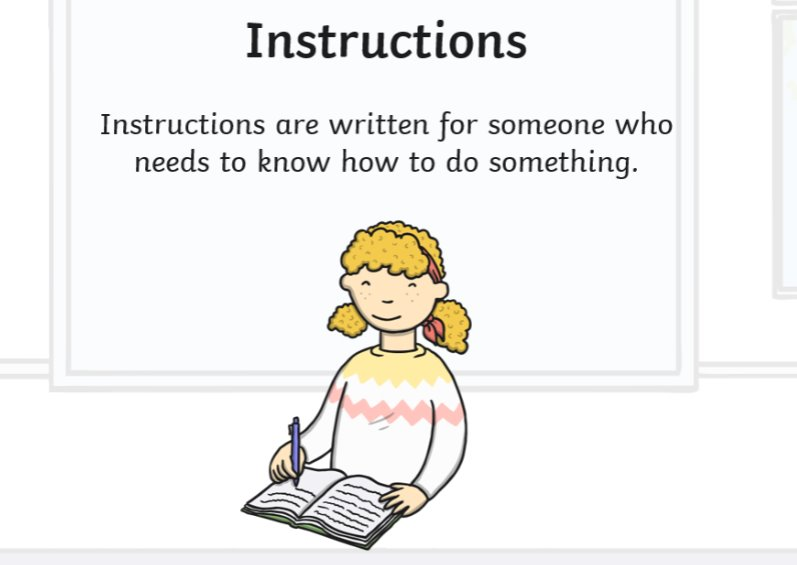 Instructions
Instructions are written for someone who
needs to know how to do something.